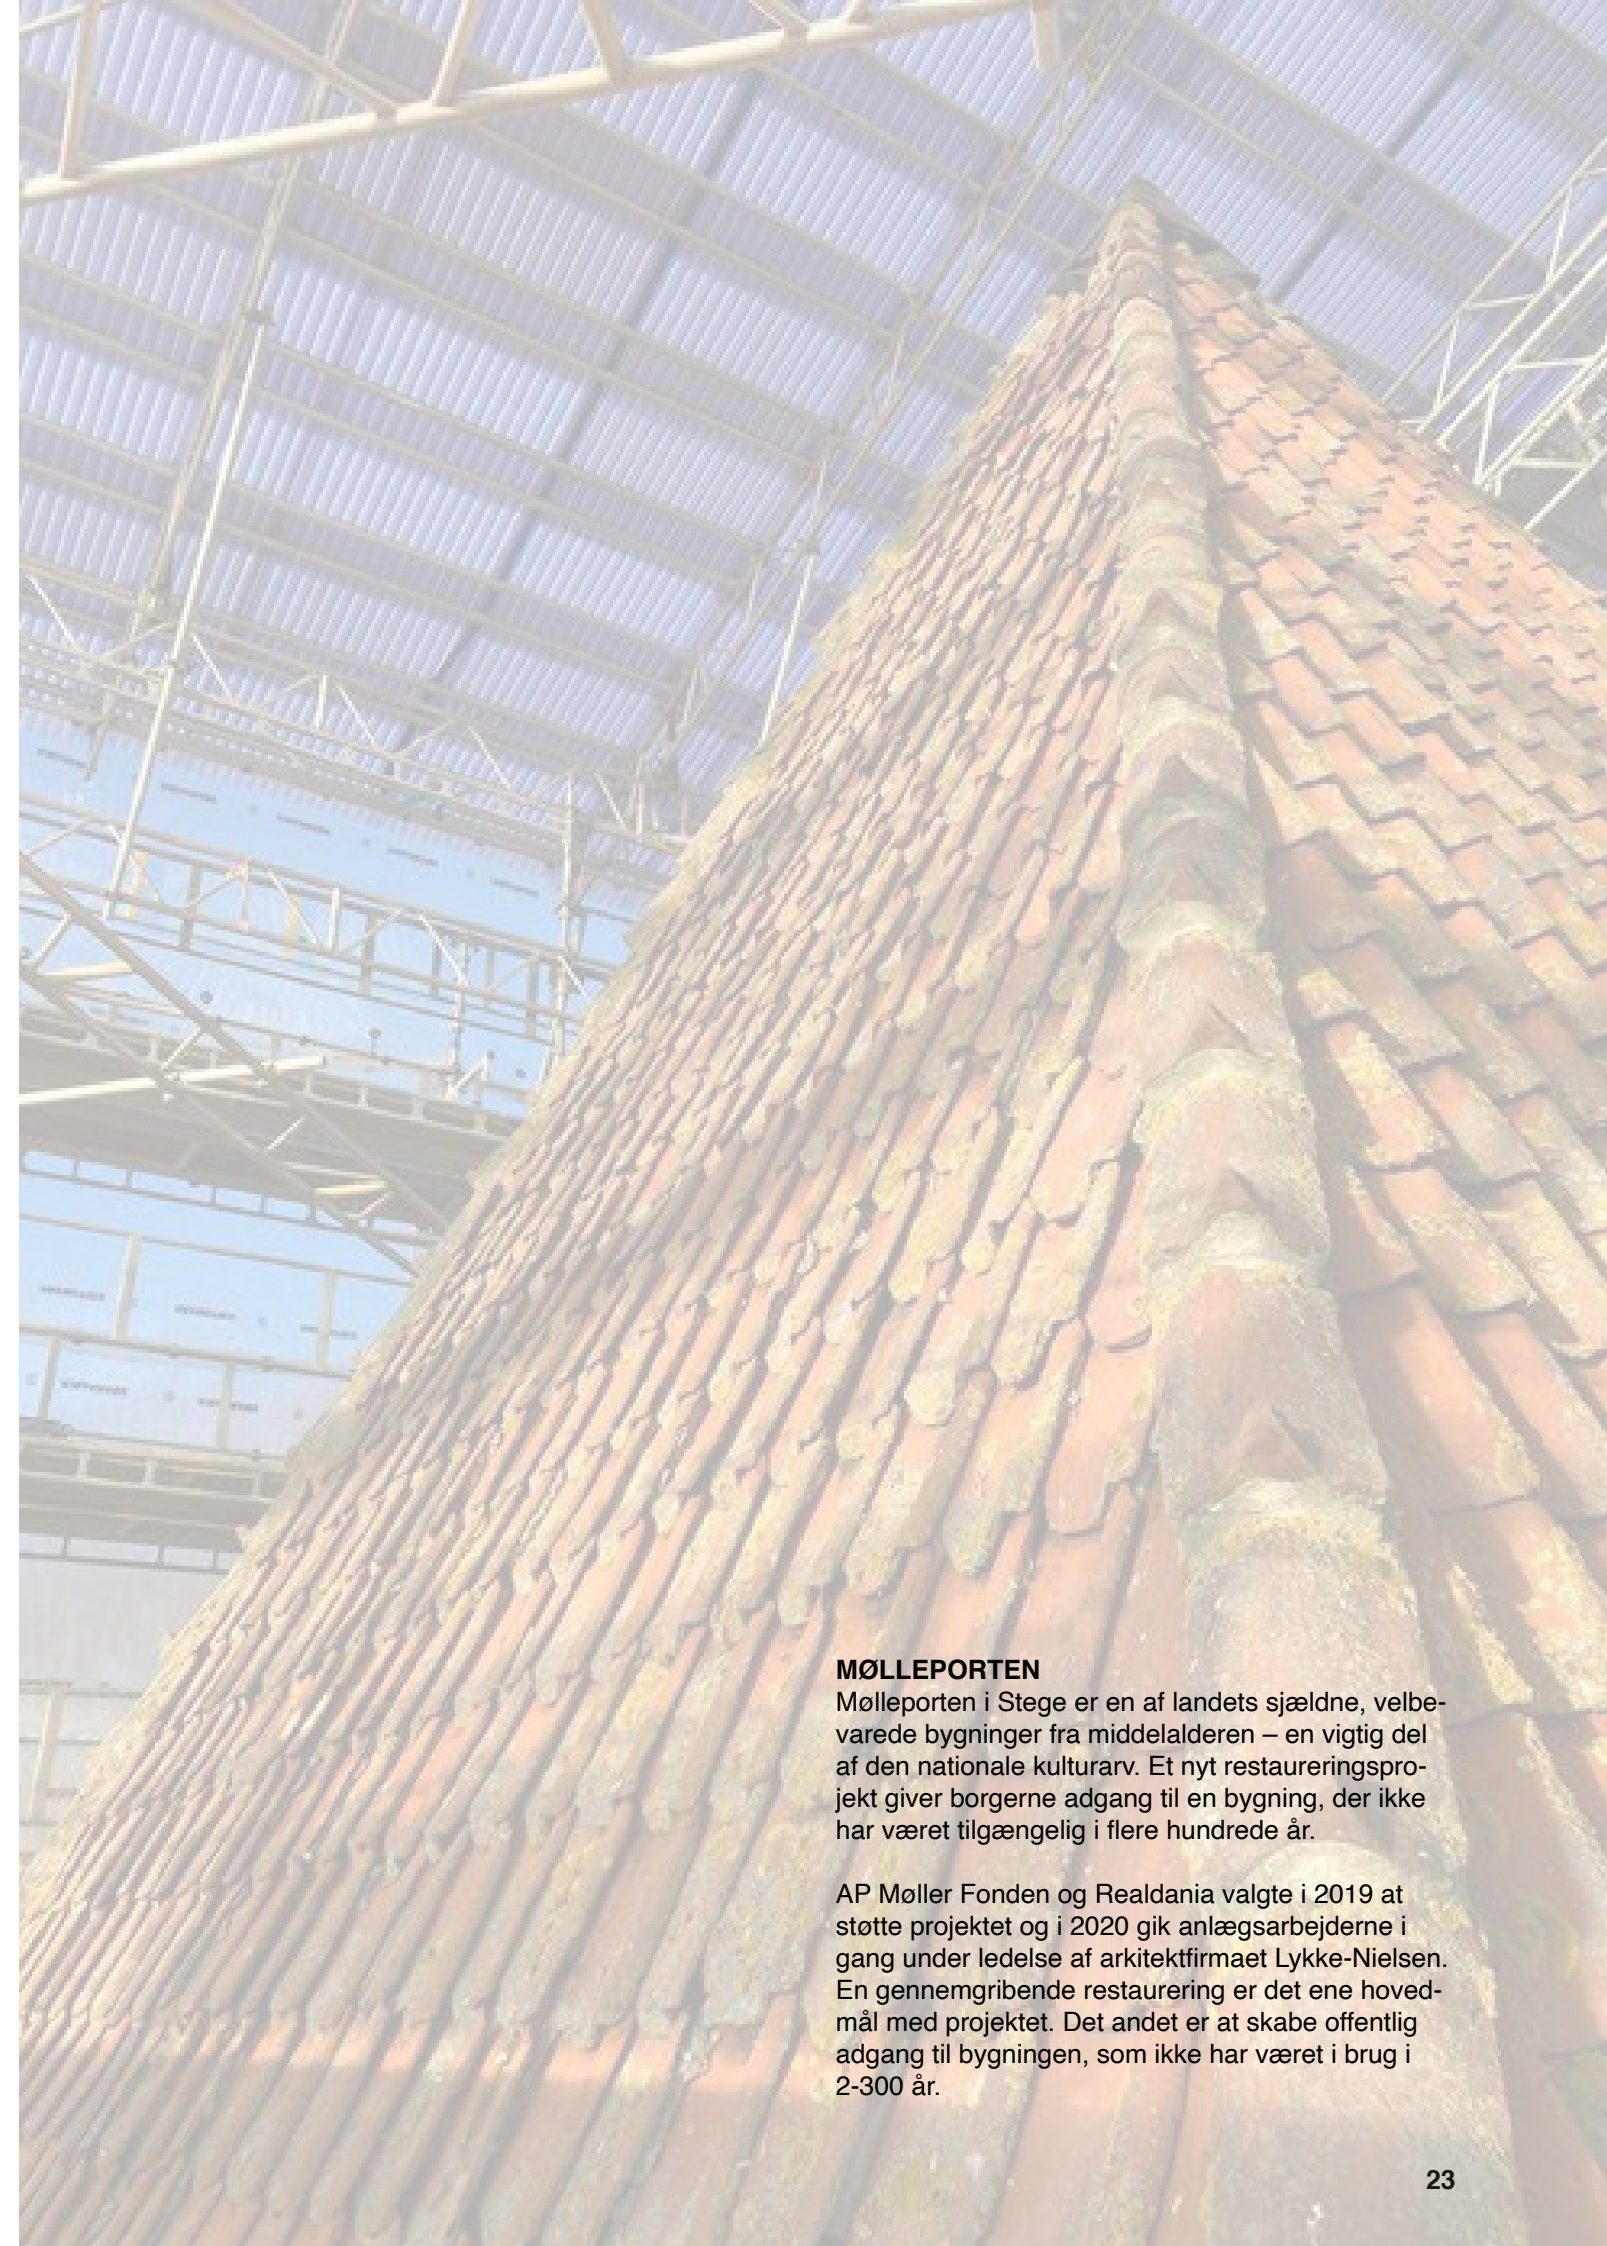 MØLLEPORTEN
Mølleporten i Stege er en af landets sjældne, velbe-
varede bygninger fra middelalderen – en vigtig del
af den nationale kulturarv. Et nyt restaureringspro-
jekt giver borgerne adgang til en bygning, der ikke
har været tilgængelig i flere hundrede år.

AP Møller Fonden og Realdania valgte i 2019 at
støtte projektet og i 2020 gik anlægsarbejderne i
gang under ledelse af arkitektfirmaet Lykke-Nielsen.
En gennemgribende restaurering er det ene hoved-
mål med projektet. Det andet er at skabe offentlig
adgang til bygningen, som ikke har været i brug i
2-300 år.

23